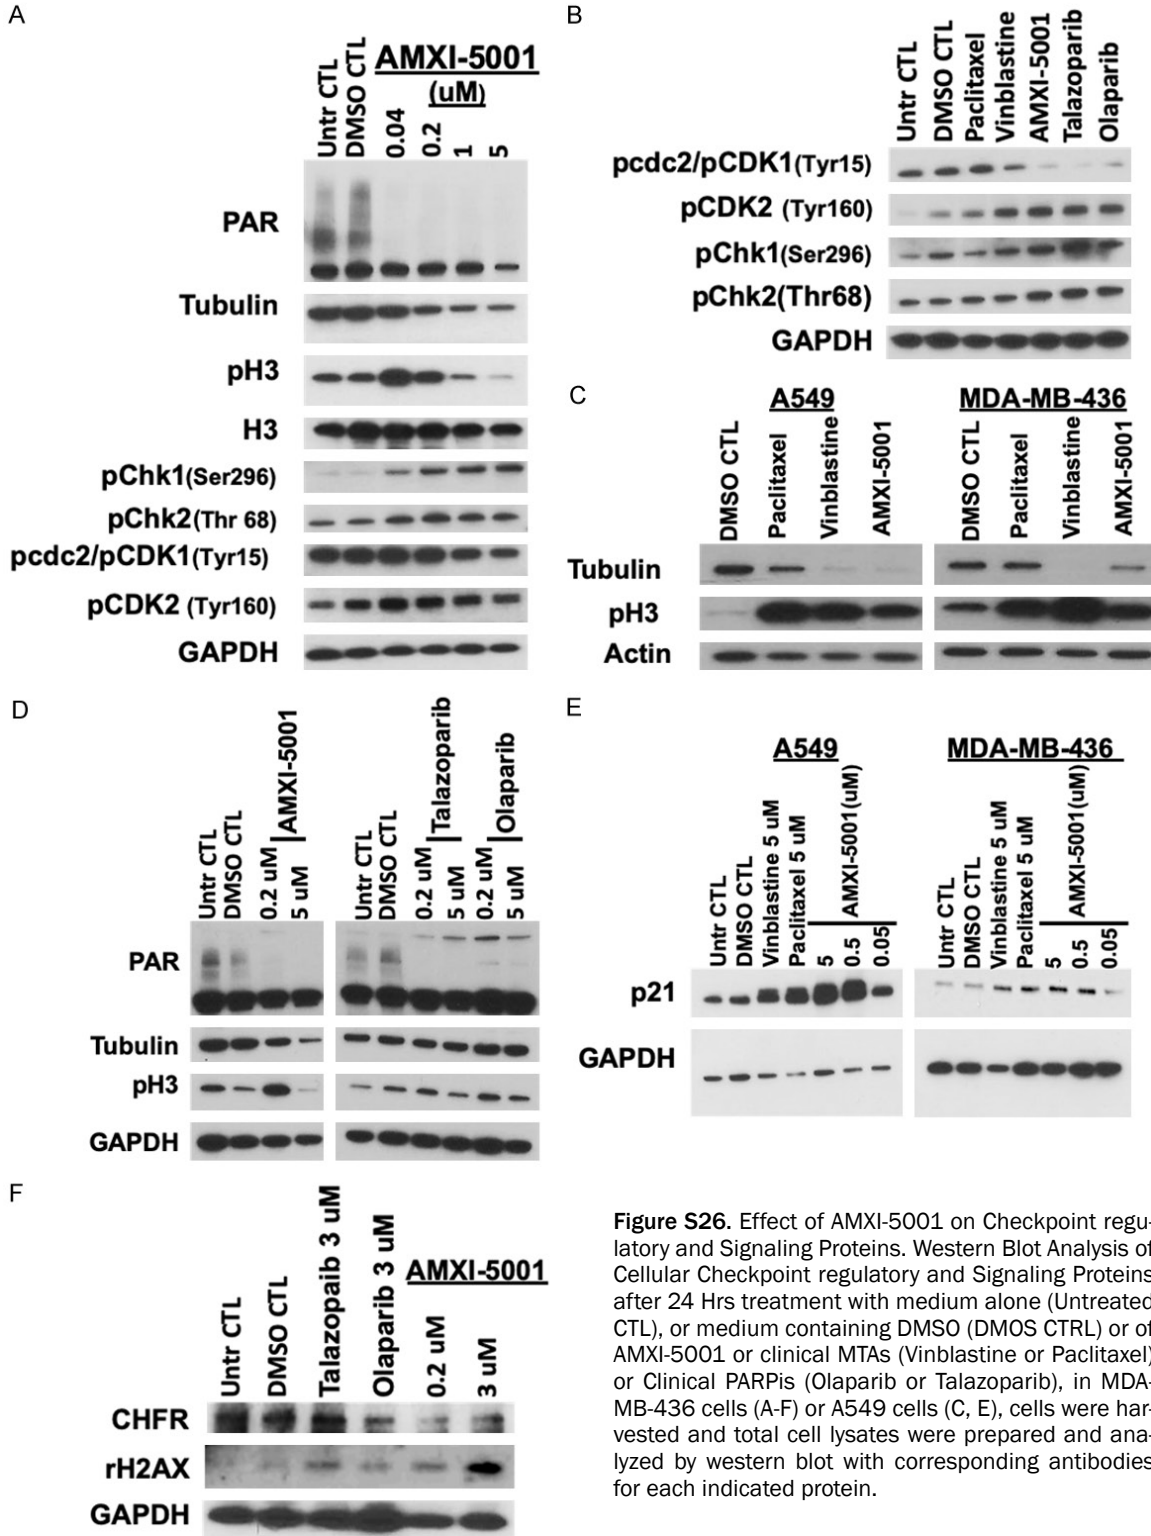 A
AMXI-5001
(uM)
Untr CTL
DMSO CTL
0.04
0.2
1
5
PAR
Tubulin
pH3
H3
pChk1(Ser296)
pChk2(Thr 68)
pcdc2/pCDK1(Tyr15)
pCDK2 (Tyr160)
GAPDH
B
Untr CTL
DMSO CTL
Paclitaxel
Vinblastine
AMXI-5001
Talazoparib
Olaparib
pcdc2/pCDK1(Tyr15)
pCDK2 (Tyr160)
pChk1(Ser296)
pChk2(Thr68)
GAPDH
C
A549
MDA-MB-436
DMSO CTL
Paclitaxel
Vinblastine
AMXI-5001
DMSO CTL
Paclitaxel
Vinblastine
AMXI-5001
Tubulin
pH3
Actin
D
Untr CTL
DMSO CTL
0.2 uM
5 uM
AMXI-5001
Untr CTL
DMSO CTL
0.2 uM
5 uM
Talazoparib
0.2 uM
5 uM
Olaparib
PAR
Tubulin
pH3
GAPDH
E
A549
MDA-MB-436
Untr CTL
DMSO CTL
Vinblastine 5 uM
Paclitaxel 5 uM
AMXI-5001(uM)
5
0.5
0.05
Untr CTL
DMSO CTL
Vinblastine 5 uM
Paclitaxel 5 uM
AMXI-5001(uM)
5
0.5
0.05
p21
GAPDH
F
Untr CTL
DMSO CTL
Talazopaib 3 uM
Olaparib 3 uM
AMXI-5001
0.2 uM
3 uM
CHFR
rH2AX
GAPDH
Figure S26. Effect of AMXI-5001 on Checkpoint regu-
latory and Signaling Proteins. Western Blot Analysis of
Cellular Checkpoint regulatory and Signaling Proteins
after 24 Hrs treatment with medium alone (Untreated
CTL), or medium containing DMSO (DMOS CTRL) or of
AMXI-5001 or clinical MTAs (Vinblastine or Paclitaxel)
or Clinical PARPis (Olaparib or Talazoparib), in MDA-
MB-436 cells (A-F) or A549 cells (C, E), cells were har-
vested and total cell lysates were prepared and ana-
lyzed by western blot with corresponding antibodies
for each indicated protein.